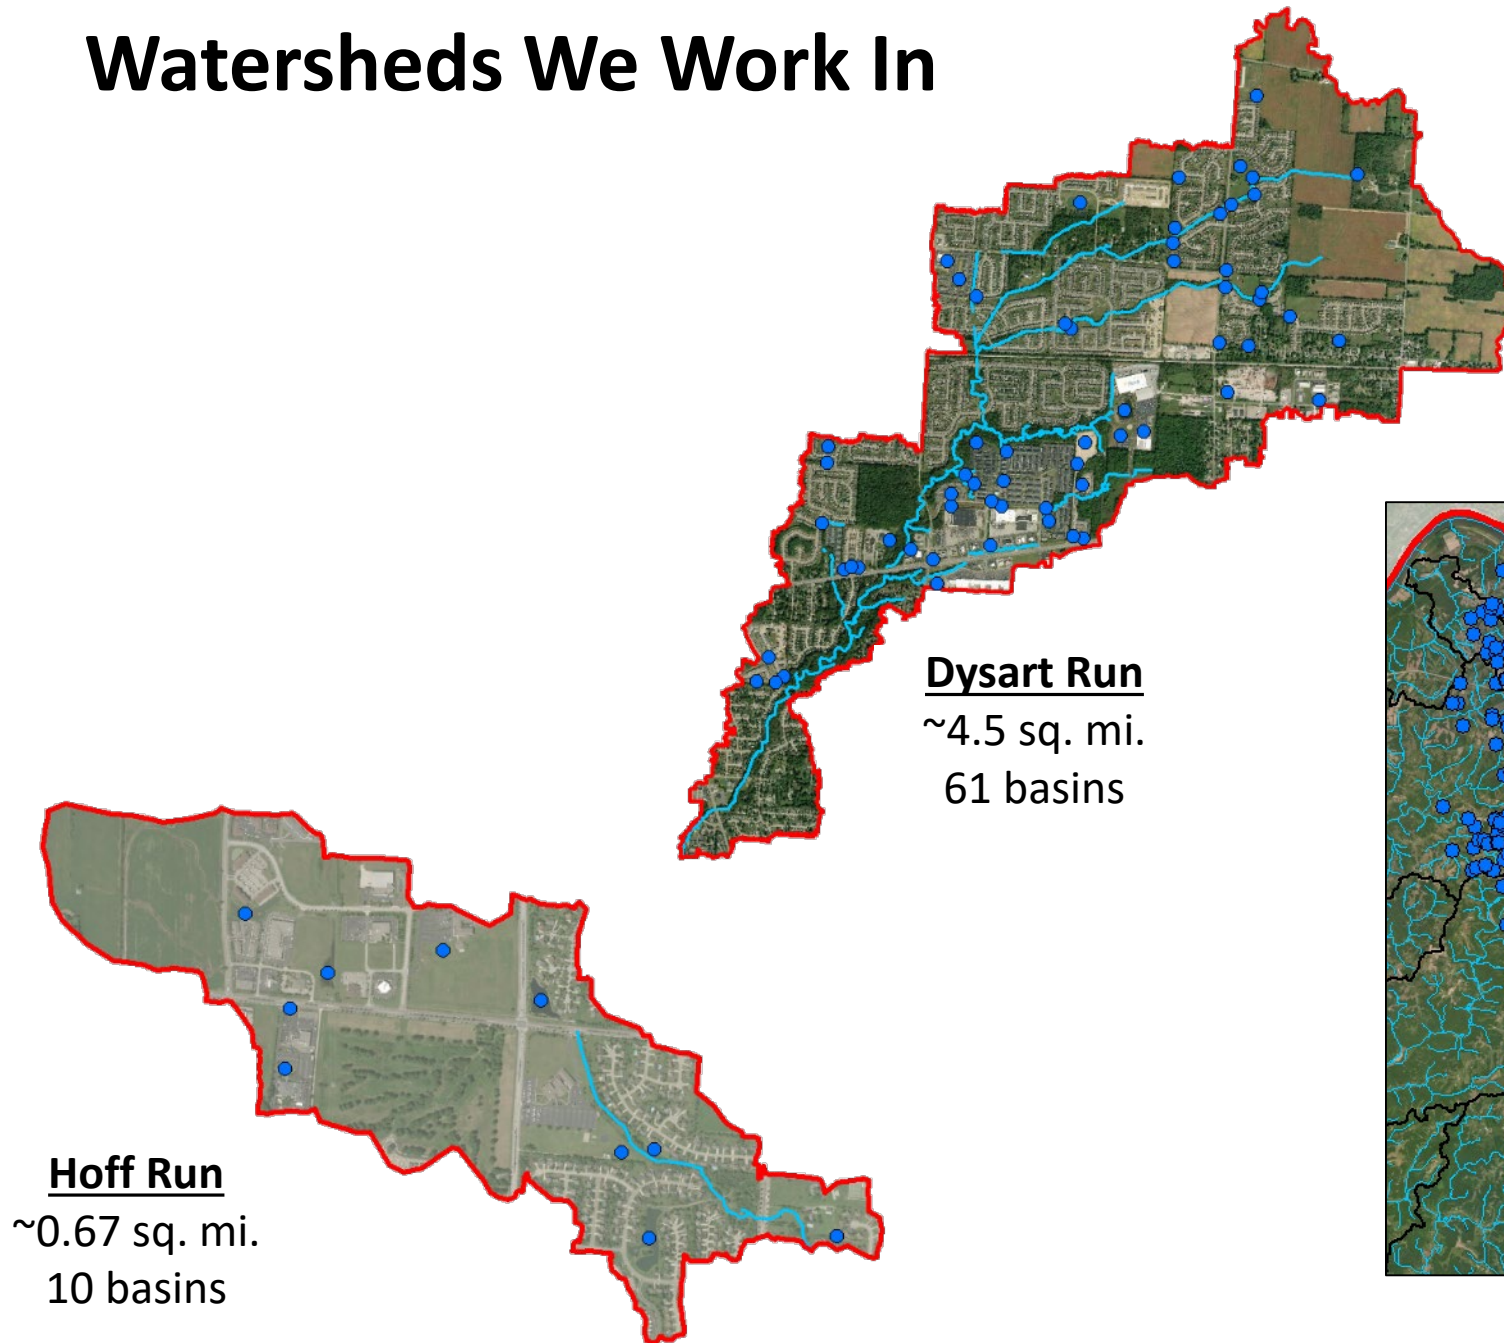 Watersheds We Work In
Dysart Run
~4.5 sq. mi.
61 basins
Hoff Run
~0.67 sq. mi.
10 basins